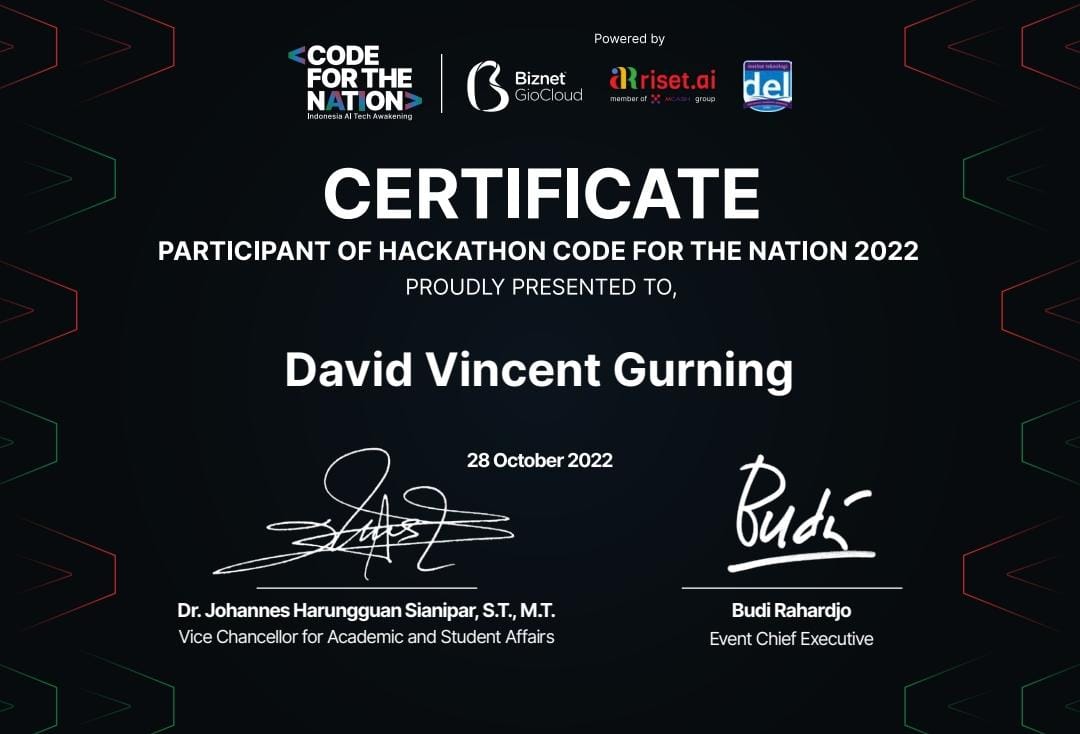 Powered by
<CODE
FOR THE
NATION>
Indonesia AI Tech Awakening
Biznet
GioCloud
riset.ai
member of MCASH group
institut teknologi
del
CERTIFICATE
PARTICIPANT OF HACKATHON CODE FOR THE NATION 2022
PROUDLY PRESENTED TO,
David Vincent Gurning
28 October 2022
Budi
Dr. Johannes Harungguan Sianipar, S.T., M.T.
Vice Chancellor for Academic and Student Affairs
Budi Rahardjo
Event Chief Executive